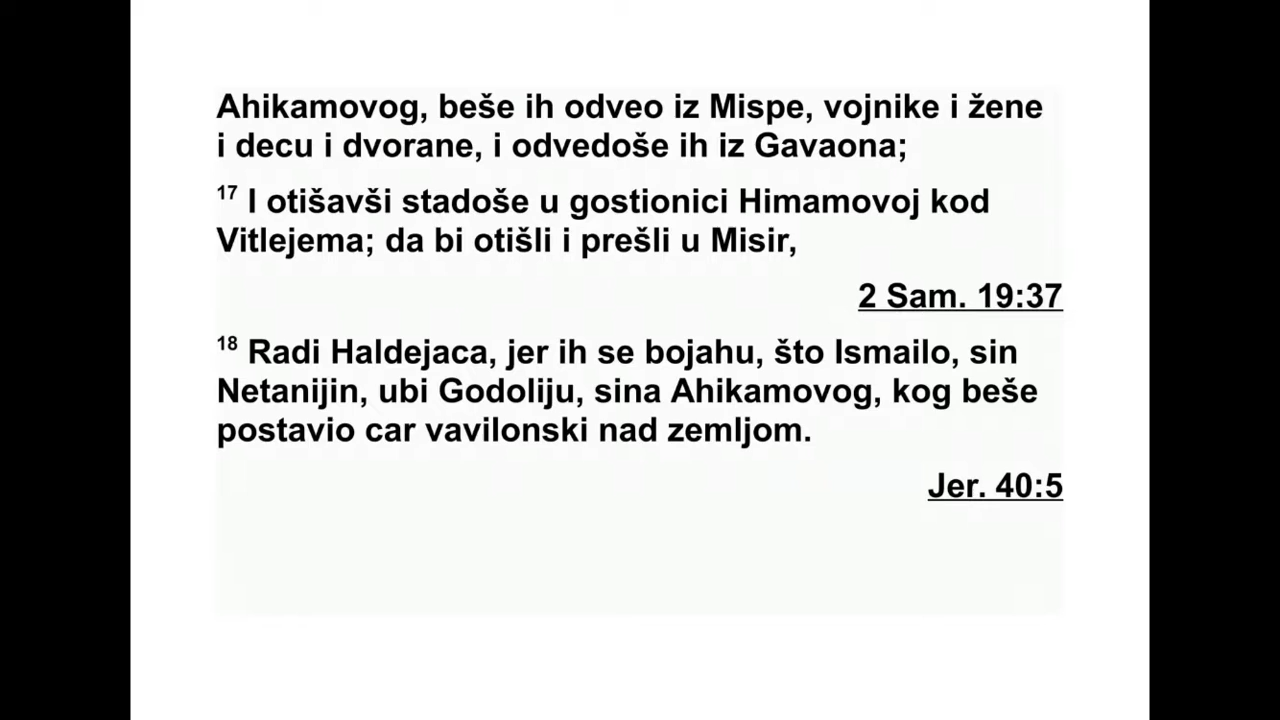 Ahikamovog, beše ih odveo iz Mispe, vojnike i žene
i decu i dvorane, i odvedoše ih iz Gavaona;
17 I otišavši stadoše u gostionici Himamovoj kod
Vitlejema; da bi otišli i prešli u Misir,
2 Sam. 19:37
18 Radi Haldejaca, jer ih se bojahu, što Ismailo, sin
Netanijin, ubi Godoliju, sina Ahikamovog, kog beše
postavio car vavilonski nad zemljom.
Jer. 40:5